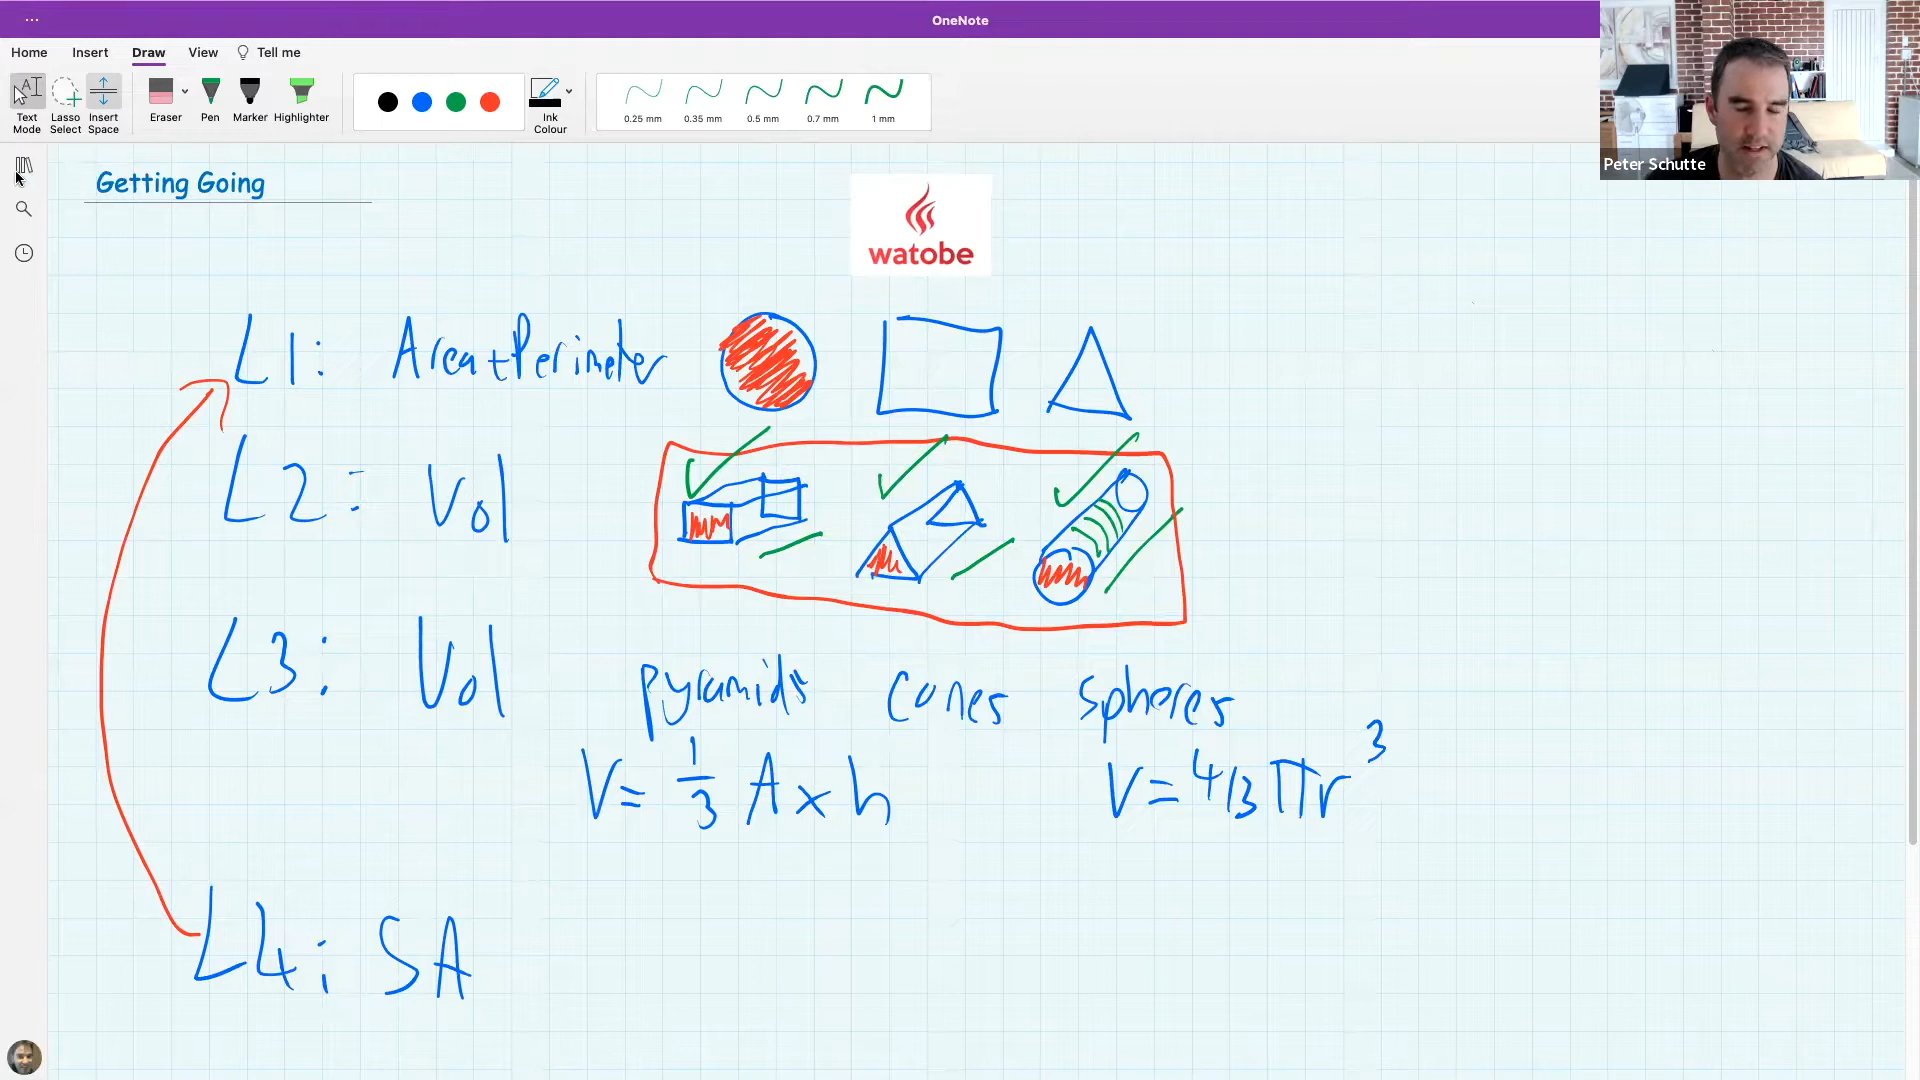 OneNote
Home Insert Draw View Tell me
Text Mode Lasso Select Insert Space Eraser Pen Marker Highlighter Ink Colour 0.25 mm 0.35 mm 0.5 mm 0.7 mm 1 mm
Peter Schutte
Getting Going
watobe
L1: Area + Perimeter
L2: Vol
L3: Vol pyramids cones spheres
V = 1/3 A x h V = 4/3 πr³
L4: SA